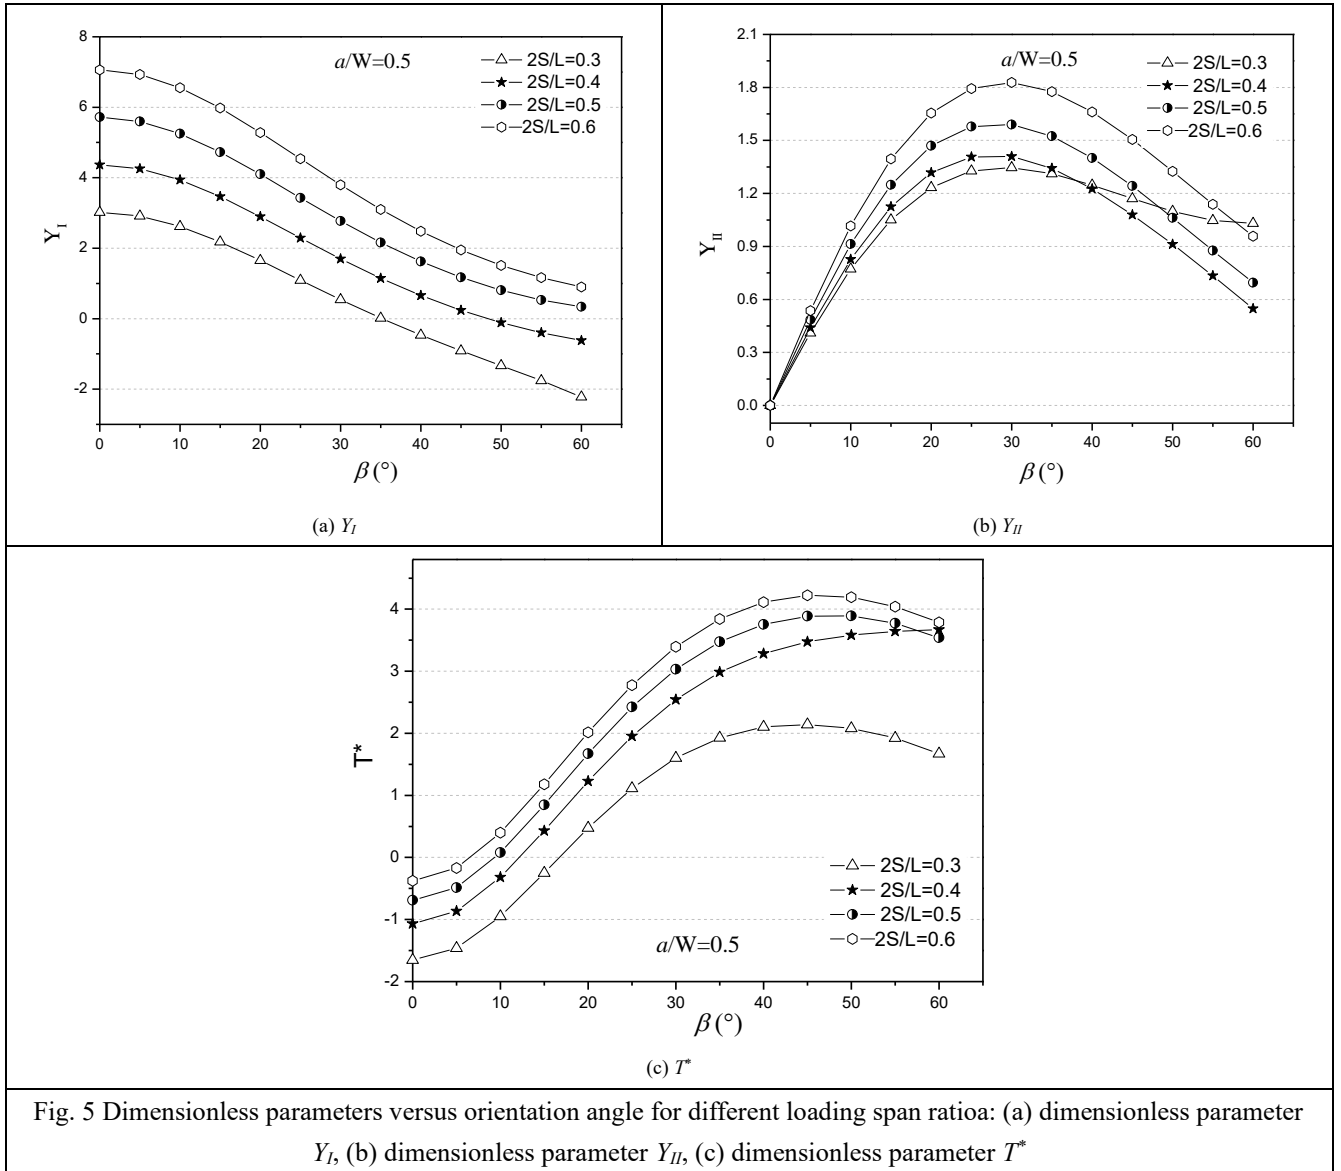 a/W=0.5
2S/L=0.3
2S/L=0.4
2S/L=0.5
2S/L=0.6
8
6
4
2
0
-2
Y_I
0 10 20 30 40 50 60
β (°)
(a) Y_I
a/W=0.5
2S/L=0.3
2S/L=0.4
2S/L=0.5
2S/L=0.6
2.1
1.8
1.5
1.2
0.9
0.6
0.3
0.0
Y_II
0 10 20 30 40 50 60
β (°)
(b) Y_II
4
3
2
1
0
-1
-2
T*
2S/L=0.3
2S/L=0.4
2S/L=0.5
2S/L=0.6
a/W=0.5
0 10 20 30 40 50 60
β (°)
(c) T*
Fig. 5 Dimensionless parameters versus orientation angle for different loading span ratioa: (a) dimensionless parameter
Y_I, (b) dimensionless parameter Y_II, (c) dimensionless parameter T*